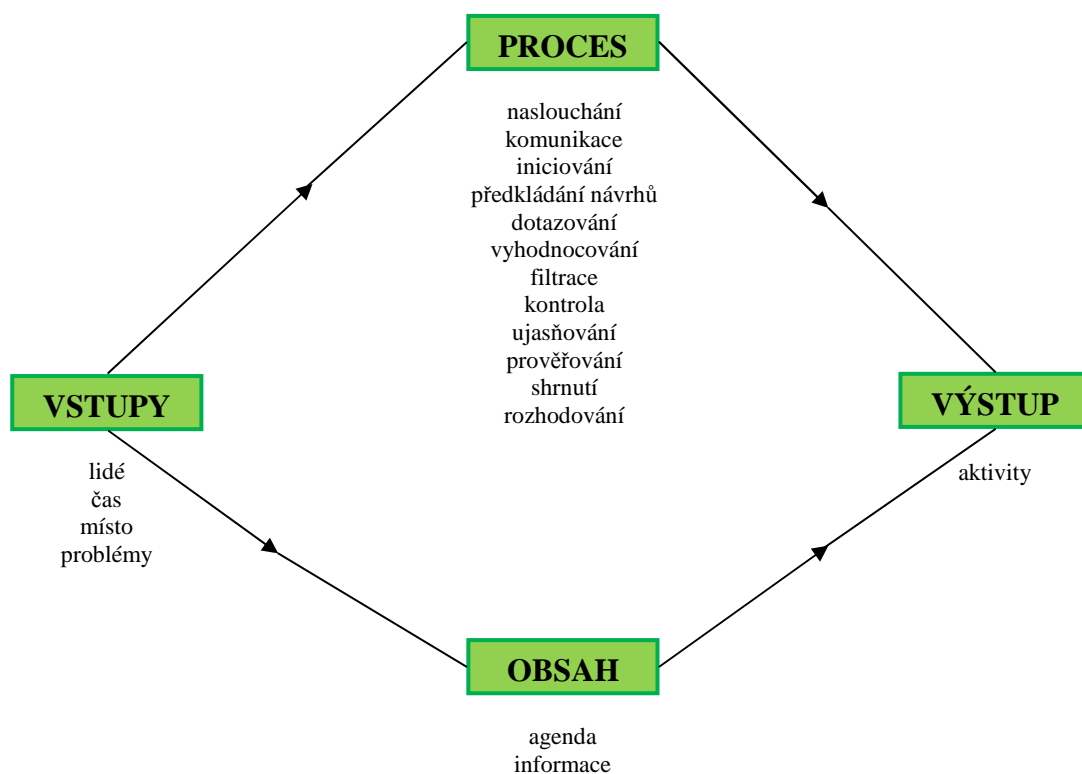 PROCES
naslouchání
komunikace
iniciování
předkládání návrhů
dotazování
vyhodnocování
filtrace
kontrola
ujasňování
prověřování
shrnutí
rozhodování
VSTUPY
lidé
čas
místo
problémy
VÝSTUP
aktivity
OBSAH
agenda
informace